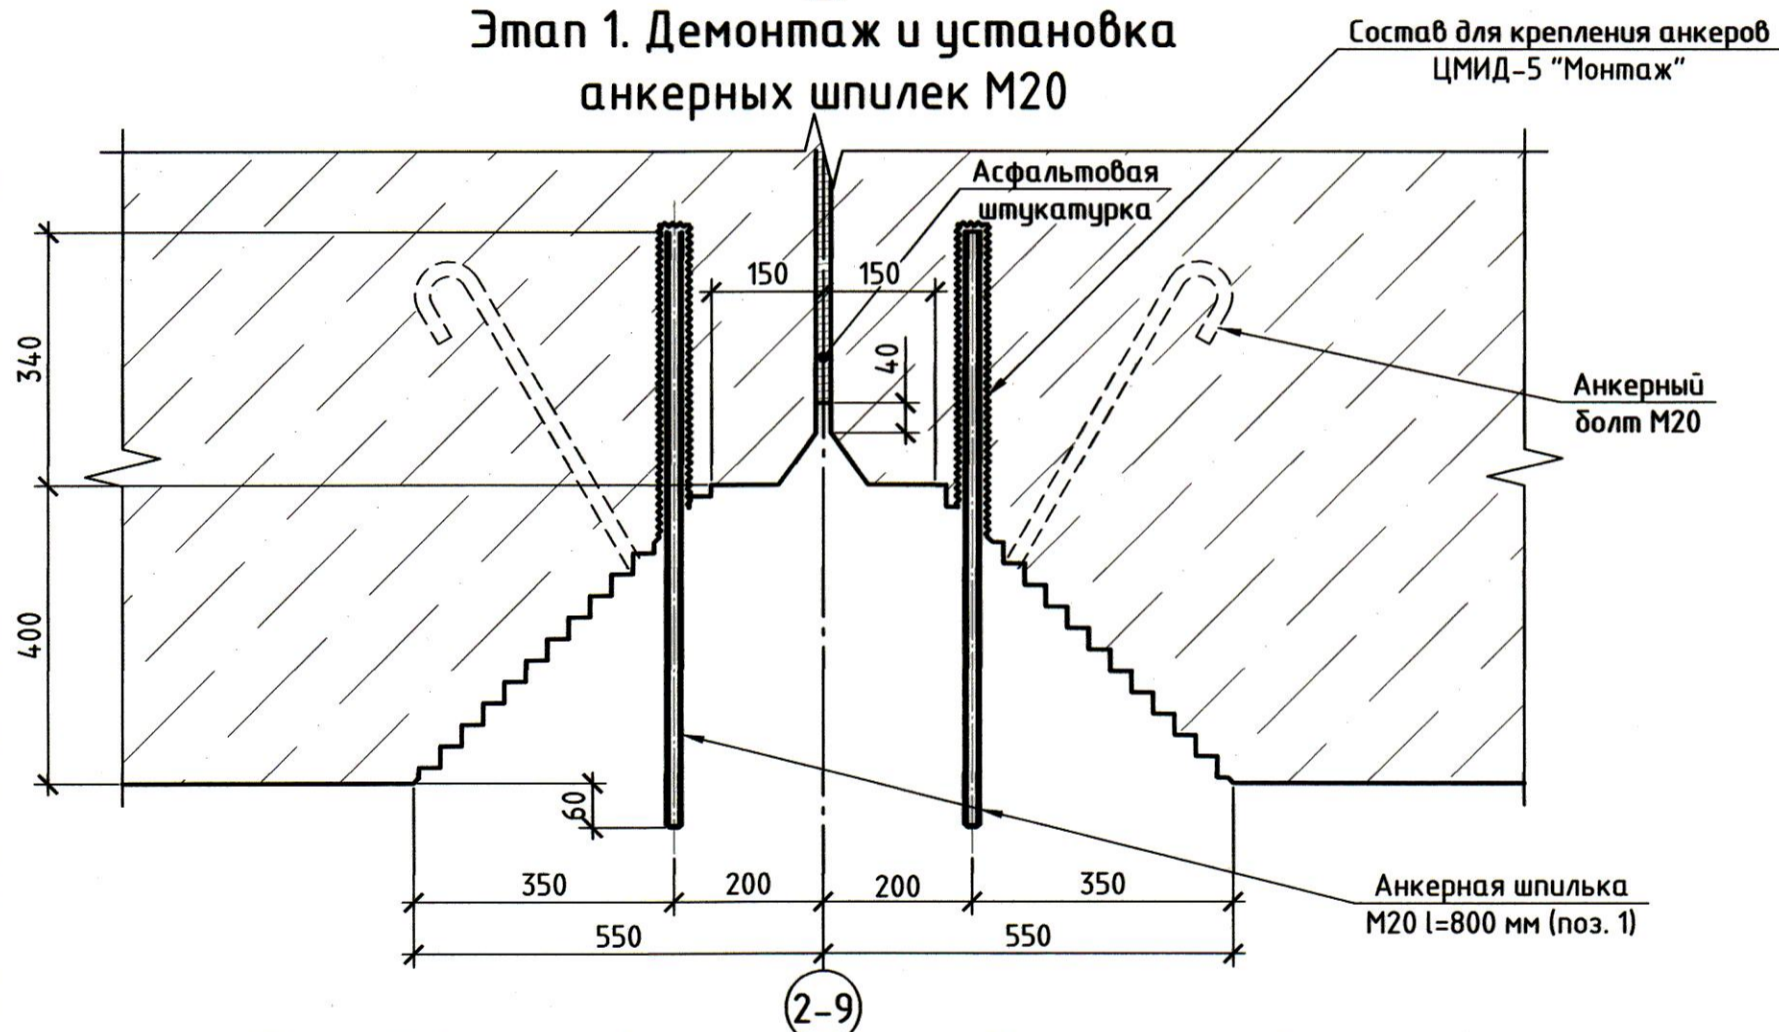 Этап 1. Демонтаж и установка
анкерных шпилек М20
Состав для крепления анкеров
ЦМИД-5 "Монтаж"
Асфальтовая
штукатурка
150
150
40
340
Анкерный
болт М20
400
60
350
200
200
350
Анкерная шпилька
М20 l=800 мм (поз. 1)
550
550
2-9